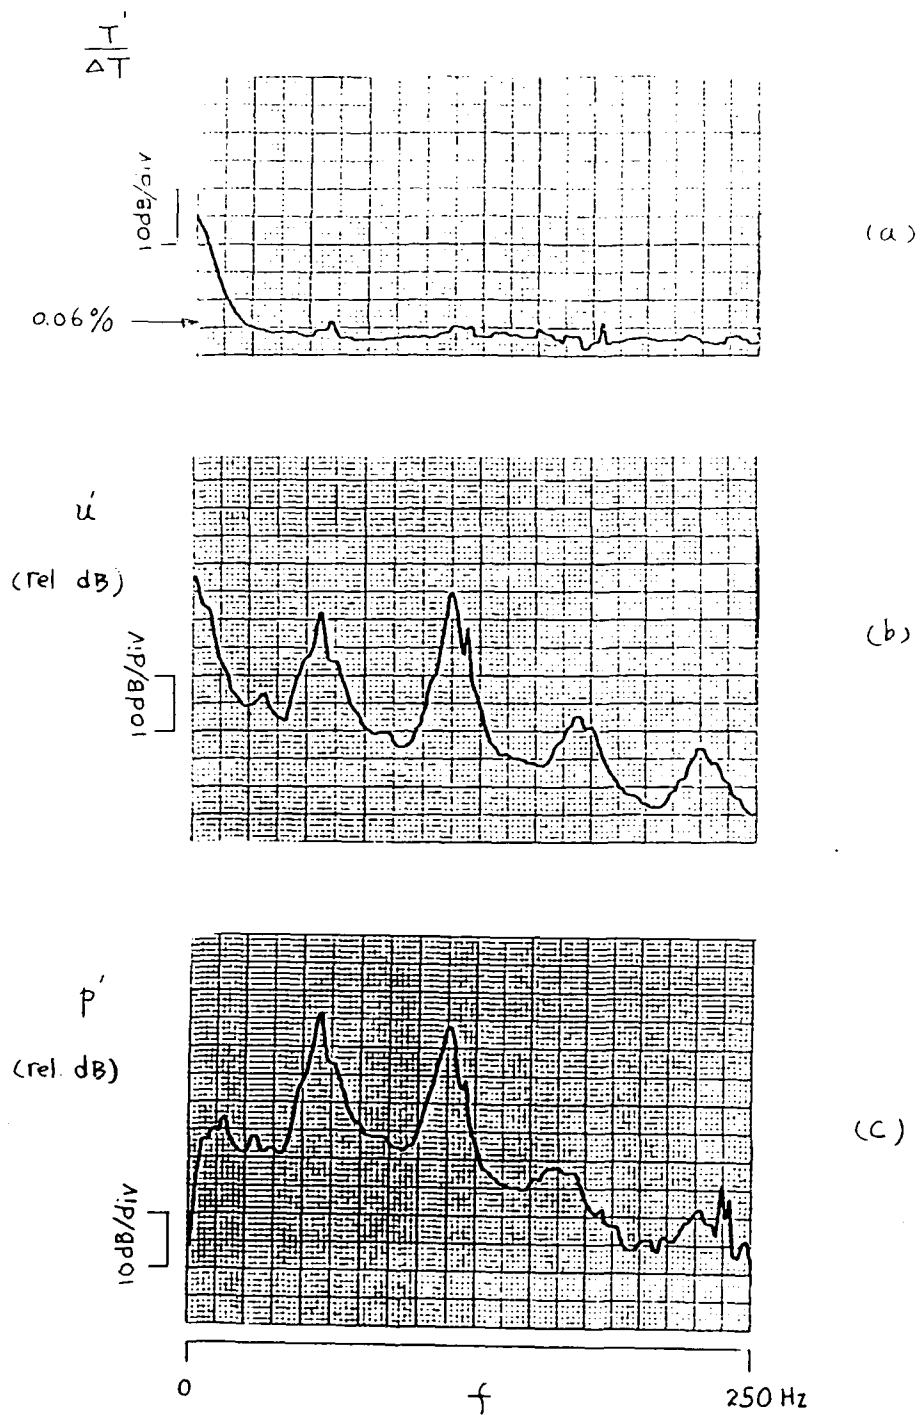 T'
ΔT
10dB/div
(a)
0.06%
u'
(rel dB)
10dB/div
(b)
p'
(rel. dB)
10dB/div
(c)
0 f 250 Hz